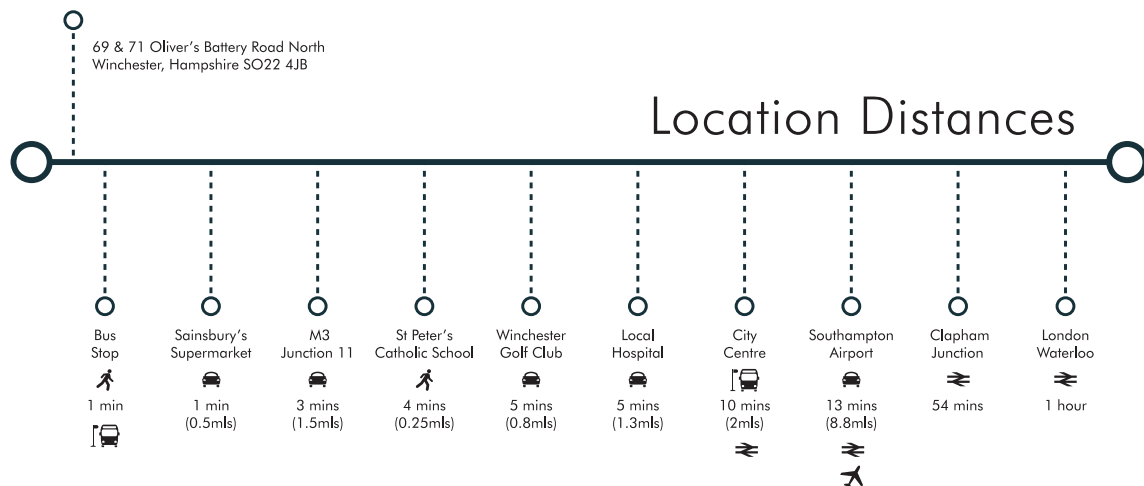 69 & 71 Oliver's Battery Road North
Winchester, Hampshire SO22 4JB
Location Distances
Bus
Stop
1 min
Sainsbury's
Supermarket
1 min
(0.5mls)
M3
Junction 11
3 mins
(1.5mls)
St Peter's
Catholic School
4 mins
(0.25mls)
Winchester
Golf Club
5 mins
(0.8mls)
Local
Hospital
5 mins
(1.3mls)
City
Centre
10 mins
(2mls)
Southampton
Airport
13 mins
(8.8mls)
Clapham
Junction
54 mins
London
Waterloo
1 hour